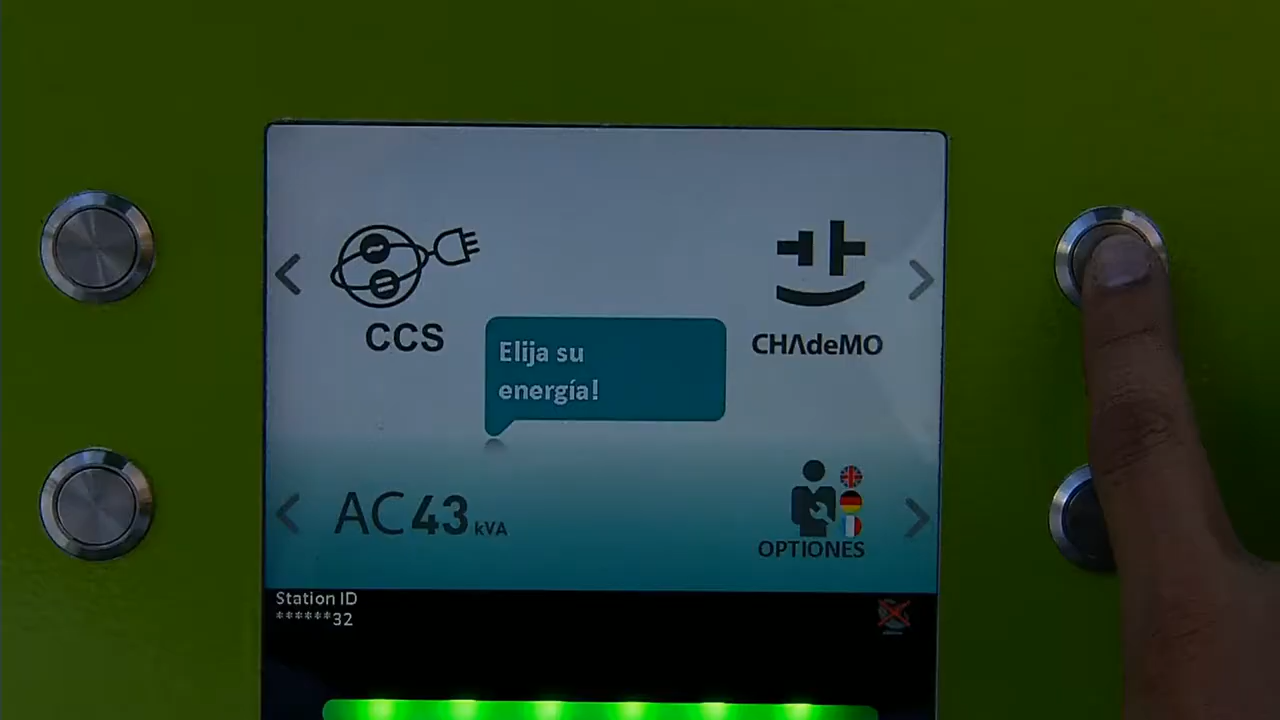 CCS
CHΛdeMO
Elija su
energía!
AC43 kVA
OPTIONES
Station ID
******32